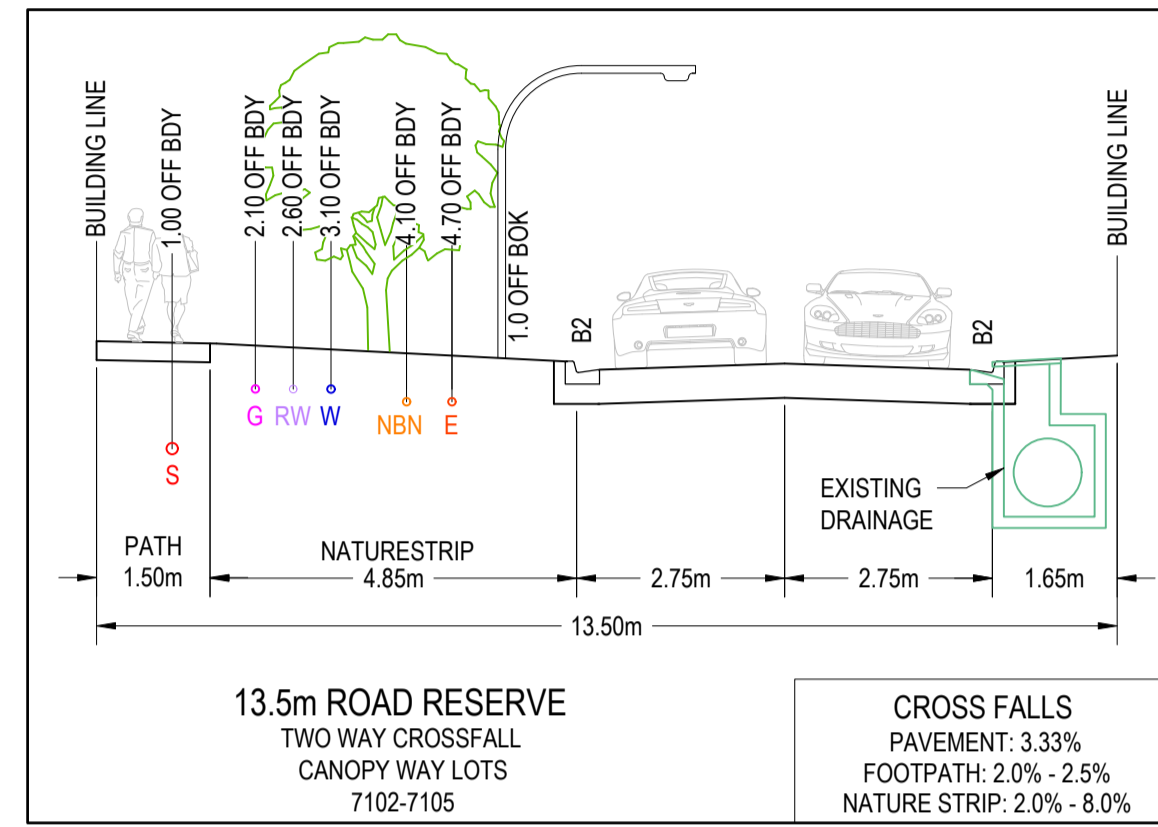 BUILDING LINE
1.00 OFF BDY
2.10 OFF BDY
2.60 OFF BDY
3.10 OFF BDY
4.10 OFF BDY
4.70 OFF BDY
1.0 OFF BOK
B2
B2
BUILDING LINE
G
RW
W
NBN
E
S
EXISTING
DRAINAGE
PATH
1.50m
NATURESTRIP
4.85m
2.75m
2.75m
1.65m
13.50m
13.5m ROAD RESERVE
TWO WAY CROSSFALL
CANOPY WAY LOTS
7102-7105
CROSS FALLS
PAVEMENT: 3.33%
FOOTPATH: 2.0% - 2.5%
NATURE STRIP: 2.0% - 8.0%